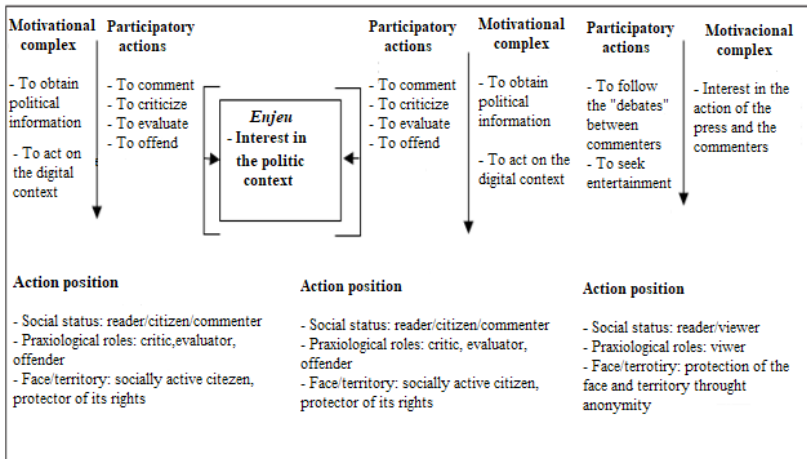 Motivational
complex
- To obtain
political
information
- To act on
the digital
context
Participatory
actions
- To comment
- To criticize
- To evaluate
- To offend
Enjeu
- Interest in
the politic
context
Participatory
actions
- To comment
- To criticize
- To evaluate
- To offend
Motivational
complex
- To obtain
political
information
- To act on the
digital context
Participatory
actions
- To follow
the "debates"
between
commenters
- To seek
entertainment
Motivacional
complex
- Interest in the
action of the
press and the
commenters
Action position
- Social status: reader/citizen/commenter
- Praxiological roles: critic,evaluator,
offender
- Face/territory: socially active citezen,
protector of its rights
Action position
- Social status: reader/citizen/commenter
- Praxiological roles: critic, evaluator,
offender
- Face/territory: socially active citizen,
protector of its rights
Action position
- Social status: reader/viewer
- Praxiological roles: viwer
- Face/terrotiry: protection of the
face and territory throught
anonymity